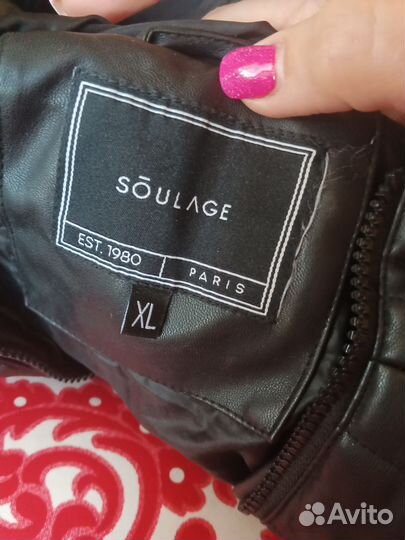 SŌULAGE
EST. 1980 PARIS
XL
Avito